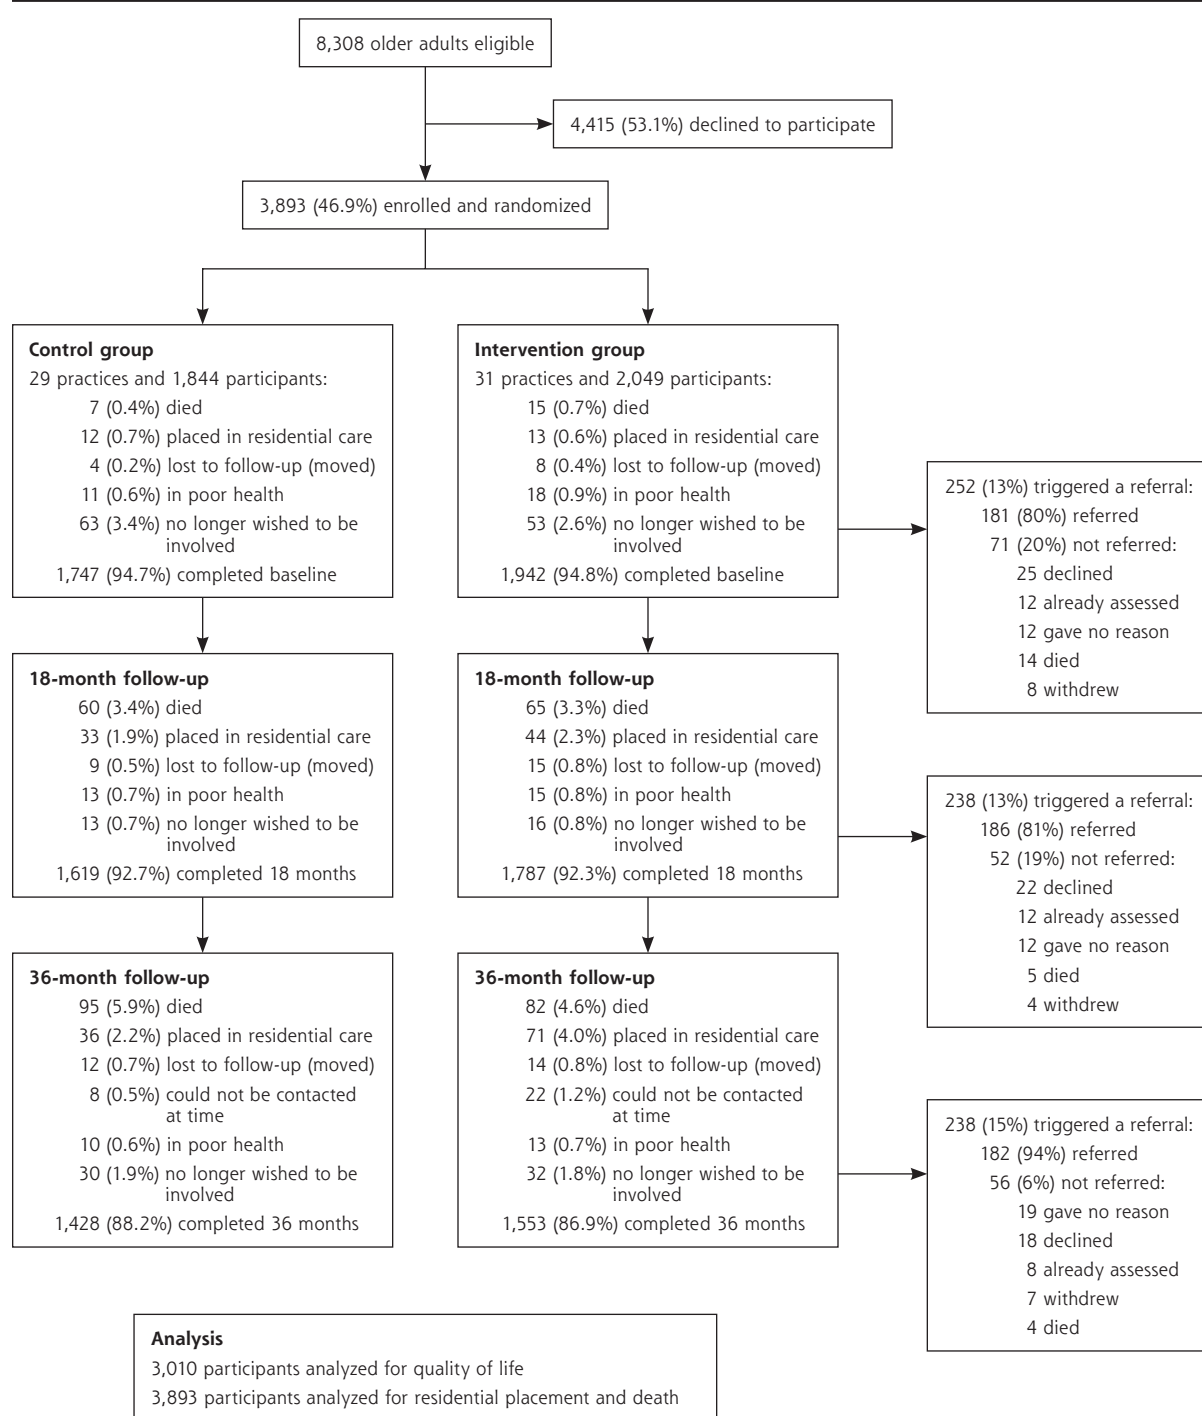 8,308 older adults eligible
4,415 (53.1%) declined to participate
3,893 (46.9%) enrolled and randomized
Control group
29 practices and 1,844 participants:
7 (0.4%) died
12 (0.7%) placed in residential care
4 (0.2%) lost to follow-up (moved)
11 (0.6%) in poor health
63 (3.4%) no longer wished to be
involved
1,747 (94.7%) completed baseline
Intervention group
31 practices and 2,049 participants:
15 (0.7%) died
13 (0.6%) placed in residential care
8 (0.4%) lost to follow-up (moved)
18 (0.9%) in poor health
53 (2.6%) no longer wished to be
involved
1,942 (94.8%) completed baseline
252 (13%) triggered a referral:
181 (80%) referred
71 (20%) not referred:
25 declined
12 already assessed
12 gave no reason
14 died
8 withdrew
18-month follow-up
60 (3.4%) died
33 (1.9%) placed in residential care
9 (0.5%) lost to follow-up (moved)
13 (0.7%) in poor health
13 (0.7%) no longer wished to be
involved
1,619 (92.7%) completed 18 months
18-month follow-up
65 (3.3%) died
44 (2.3%) placed in residential care
15 (0.8%) lost to follow-up (moved)
15 (0.8%) in poor health
16 (0.8%) no longer wished to be
involved
1,787 (92.3%) completed 18 months
238 (13%) triggered a referral:
186 (81%) referred
52 (19%) not referred:
22 declined
12 already assessed
12 gave no reason
5 died
4 withdrew
36-month follow-up
95 (5.9%) died
36 (2.2%) placed in residential care
12 (0.7%) lost to follow-up (moved)
8 (0.5%) could not be contacted
at time
10 (0.6%) in poor health
30 (1.9%) no longer wished to be
involved
1,428 (88.2%) completed 36 months
36-month follow-up
82 (4.6%) died
71 (4.0%) placed in residential care
14 (0.8%) lost to follow-up (moved)
22 (1.2%) could not be contacted
at time
13 (0.7%) in poor health
32 (1.8%) no longer wished to be
involved
1,553 (86.9%) completed 36 months
238 (15%) triggered a referral:
182 (94%) referred
56 (6%) not referred:
19 gave no reason
18 declined
8 already assessed
7 withdrew
4 died
Analysis
3,010 participants analyzed for quality of life
3,893 participants analyzed for residential placement and death